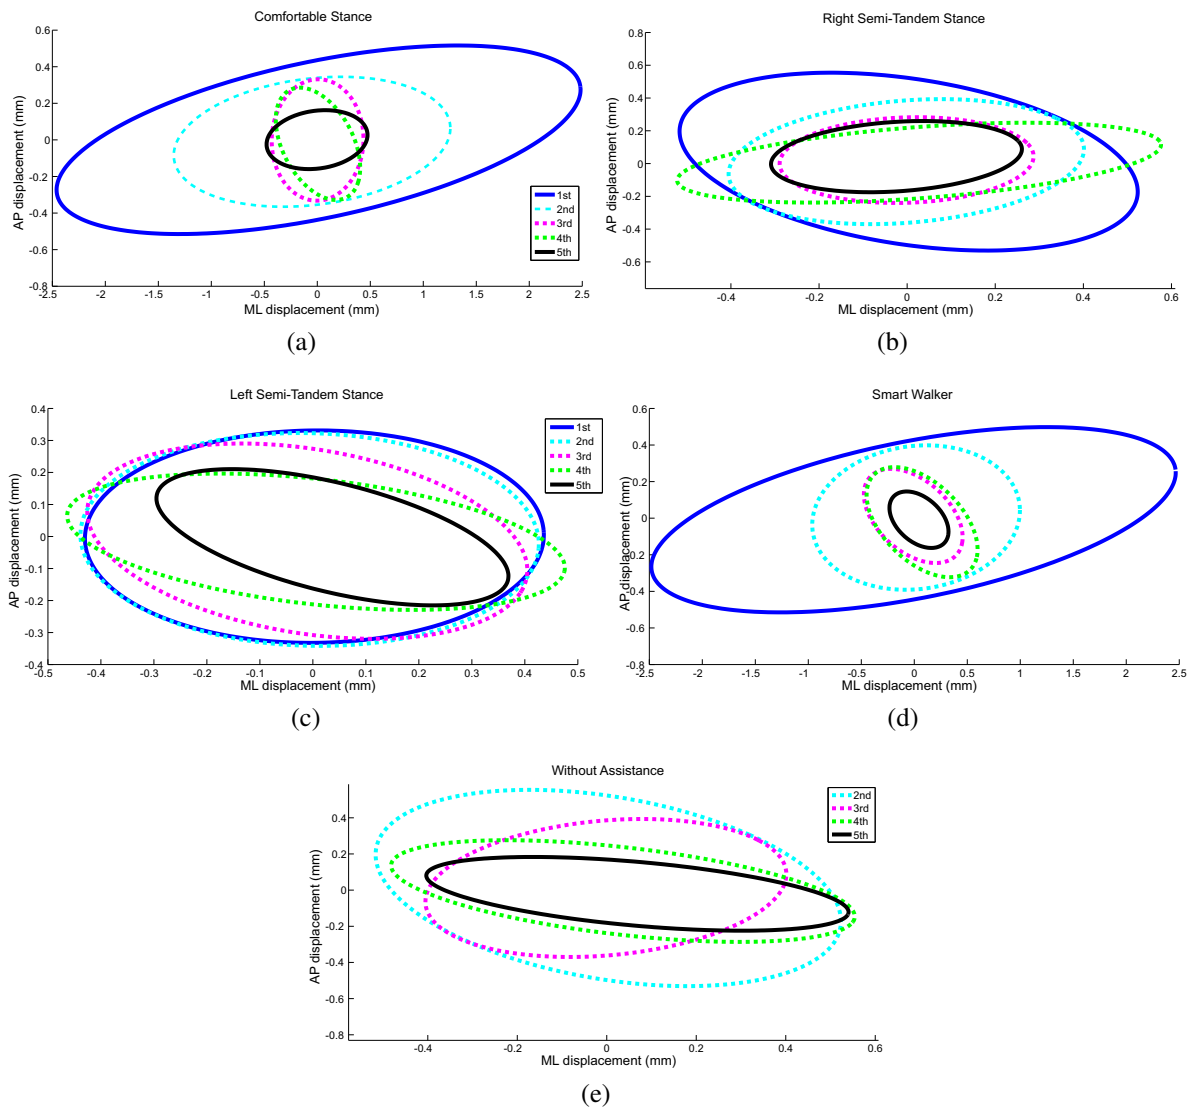 Comfortable Stance
0.6
0.4
0.2
0
-0.2
-0.4
-0.6
-0.8
AP displacement (mm)
-2.5 -2 -1.5 -1 -0.5 0 0.5 1 1.5 2 2.5
ML displacement (mm)
1st
2nd
3rd
4th
5th
(a)
Right Semi-Tandem Stance
0.8
0.6
0.4
0.2
0
-0.2
-0.4
-0.6
AP displacement (mm)
-0.4 -0.2 0 0.2 0.4 0.6
ML displacement (mm)
(b)
Left Semi-Tandem Stance
0.4
0.3
0.2
0.1
0
-0.1
-0.2
-0.3
-0.4
AP displacement (mm)
-0.5 -0.4 -0.3 -0.2 -0.1 0 0.1 0.2 0.3 0.4 0.5
ML displacement (mm)
1st
2nd
3rd
4th
5th
(c)
Smart Walker
0.6
0.4
0.2
0
-0.2
-0.4
-0.6
-0.8
AP displacement (mm)
-2.5 -2 -1.5 -1 -0.5 0 0.5 1 1.5 2 2.5
ML displacement (mm)
(d)
Without Assistance
0.4
0.2
0
-0.2
-0.4
-0.6
-0.8
AP displacement (mm)
-0.4 -0.2 0 0.2 0.4 0.6
ML displacement (mm)
2nd
3rd
4th
5th
(e)